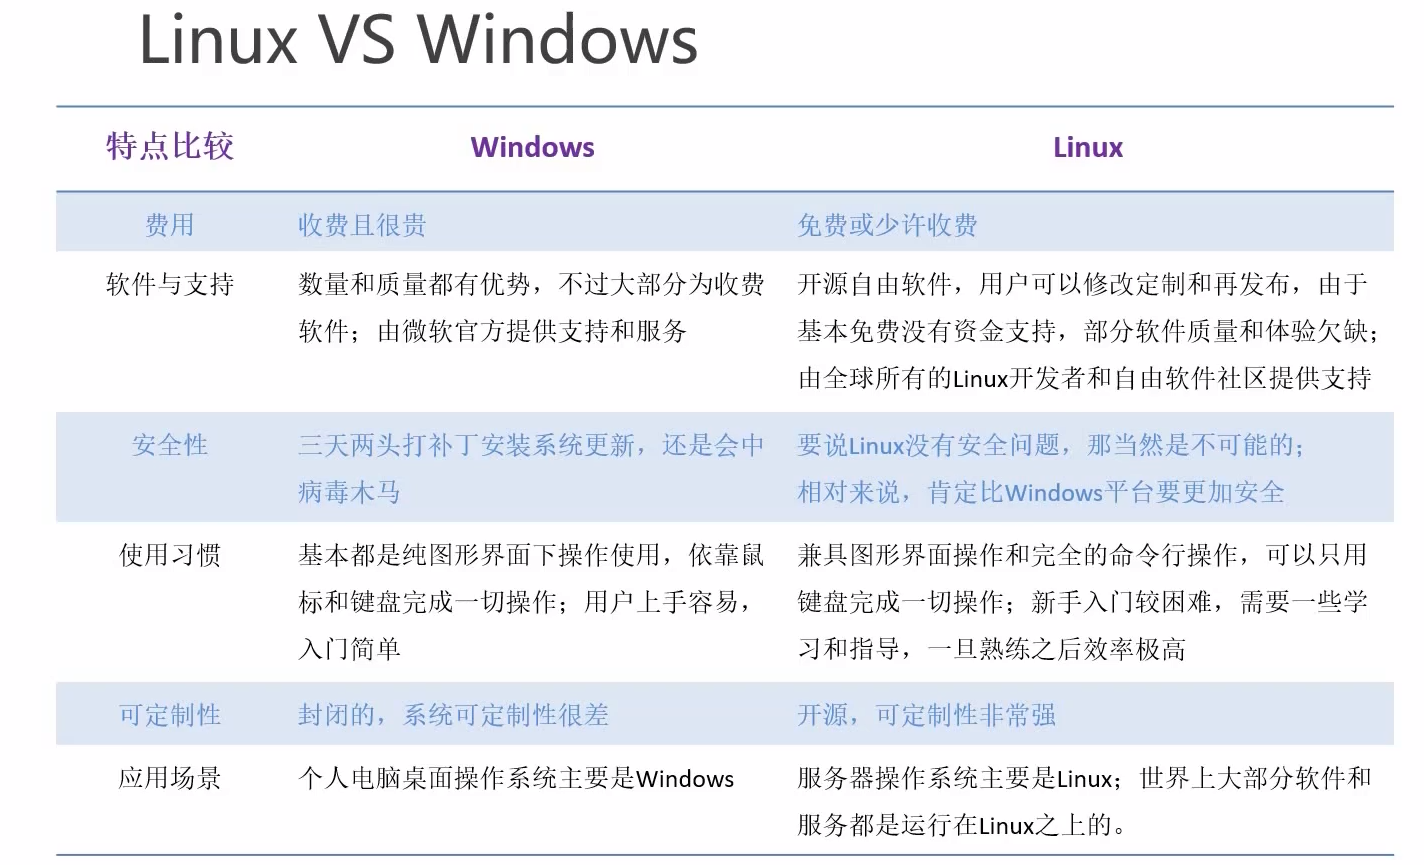 Linux VS Windows
特点比较 Windows Linux
费用 收费且很贵 免费或少许收费
软件与支持 数量和质量都有优势，不过大部分为收费 开源自由软件，用户可以修改定制和再发布，由于
软件；由微软官方提供支持和服务 基本免费没有资金支持，部分软件质量和体验欠缺；
由全球所有的Linux开发者和自由软件社区提供支持
安全性 三天两头打补丁安装系统更新，还是会中 要说Linux没有安全问题，那当然是不可能的；
病毒木马 相对来说，肯定比Windows平台要更加安全
使用习惯 基本都是纯图形界面下操作使用，依靠鼠 兼具图形界面操作和完全的命令行操作，可以只用
标和键盘完成一切操作；用户上手容易， 键盘完成一切操作；新手入门较困难，需要一些学
入门简单 习和指导，一旦熟练之后效率极高
可定制性 封闭的，系统可定制性很差 开源，可定制性非常强
应用场景 个人电脑桌面操作系统主要是Windows 服务器操作系统主要是Linux；世界上大部分软件和
服务都是运行在Linux之上的。